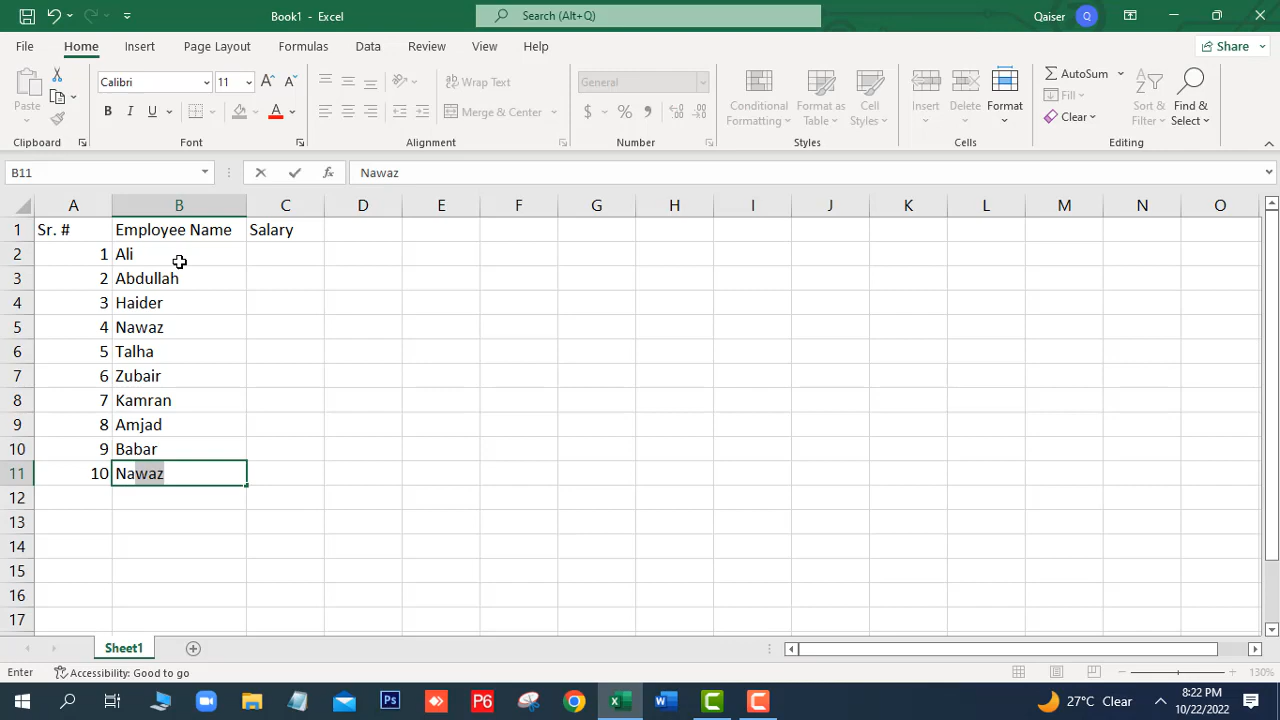 Book1 - Excel
Search (Alt+Q)
Qaiser Q
File Home Insert Page Layout Formulas Data Review View Help Share
Paste
Calibri 11
B I U A
Wrap Text
Merge & Center
General
$ %
Conditional Formatting
Format as Table
Cell Styles
Insert Delete Format
AutoSum
Fill
Clear
Sort & Filter
Find & Select
Clipboard Font Alignment Number Styles Cells Editing
B11 fx Nawaz
A B C D E F G H I J K L M N O
1 Sr. # Employee Name Salary
2 1 Ali
3 2 Abdullah
4 3 Haider
5 4 Nawaz
6 5 Talha
7 6 Zubair
8 7 Kamran
9 8 Amjad
10 9 Babar
11 10 Nawaz
12
13
14
15
16
17
Sheet1
Enter Accessibility: Good to go 130%
Ps P6 27°C Clear 8:22 PM
10/22/2022